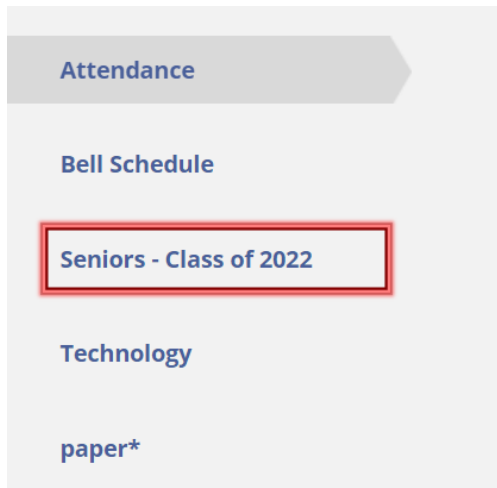 Attendance
Bell Schedule
Seniors - Class of 2022
Technology
paper*